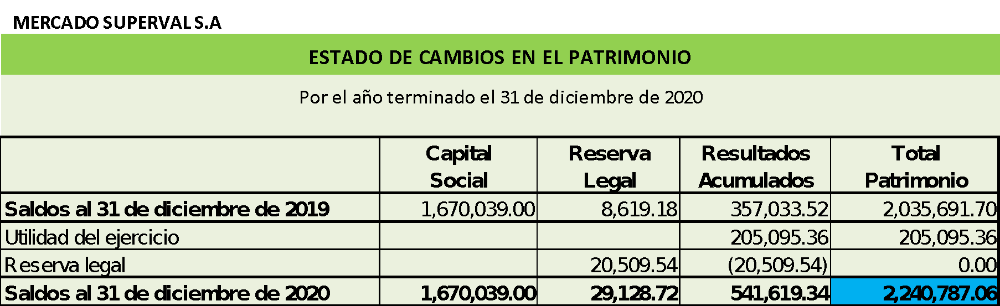 MERCADO SUPERVAL S.A
ESTADO DE CAMBIOS EN EL PATRIMONIO
Por el año terminado el 31 de diciembre de 2020
Capital Social Reserva Legal Resultados Acumulados Total Patrimonio
Saldos al 31 de diciembre de 2019 1,670,039.00 8,619.18 357,033.52 2,035,691.70
Utilidad del ejercicio 205,095.36 205,095.36
Reserva legal 20,509.54 (20,509.54) 0.00
Saldos al 31 de diciembre de 2020 1,670,039.00 29,128.72 541,619.34 2,240,787.06